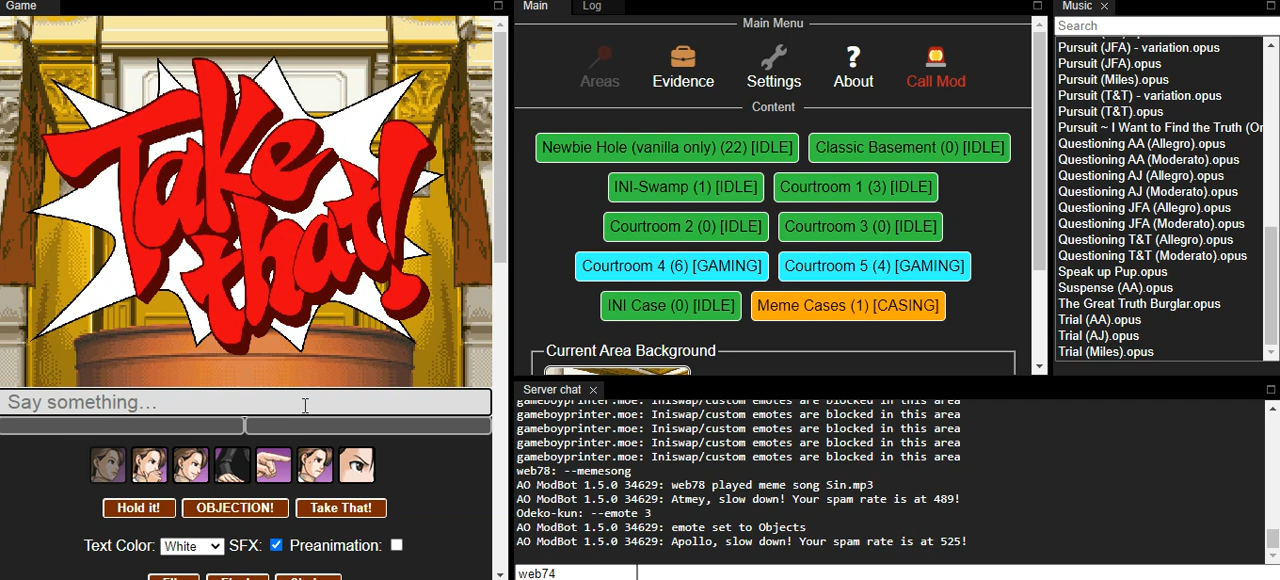 Game
Take that!
Say something...
Hold it! OBJECTION! Take That!
Text Color: White SFX: Preanimation:
Main Log
Main Menu
Areas Evidence Settings About Call Mod
Content
Newbie Hole (vanilla only) (22) [IDLE] Classic Basement (0) [IDLE]
INI-Swamp (1) [IDLE] Courtroom 1 (3) [IDLE]
Courtroom 2 (0) [IDLE] Courtroom 3 (0) [IDLE]
Courtroom 4 (6) [GAMING] Courtroom 5 (4) [GAMING]
INI Case (0) [IDLE] Meme Cases (1) [CASING]
Current Area Background
Server chat
gameboyprinter.moe: Iniswap/custom emotes are blocked in this area
gameboyprinter.moe: Iniswap/custom emotes are blocked in this area
gameboyprinter.moe: Iniswap/custom emotes are blocked in this area
gameboyprinter.moe: Iniswap/custom emotes are blocked in this area
gameboyprinter.moe: Iniswap/custom emotes are blocked in this area
web78: --memesong
AO ModBot 1.5.0 34629: web78 played meme song Sin.mp3
AO ModBot 1.5.0 34629: Atmey, slow down! Your spam rate is at 489!
Odeko-kun: --emote 3
AO ModBot 1.5.0 34629: emote set to Objects
AO ModBot 1.5.0 34629: Apollo, slow down! Your spam rate is at 525!
web74
Music
Search
Pursuit (JFA) - variation.opus
Pursuit (JFA).opus
Pursuit (Miles).opus
Pursuit (T&T) - variation.opus
Pursuit (T&T).opus
Pursuit ~ I Want to Find the Truth (Or
Questioning AA (Allegro).opus
Questioning AA (Moderato).opus
Questioning AJ (Allegro).opus
Questioning AJ (Moderato).opus
Questioning JFA (Allegro).opus
Questioning JFA (Moderato).opus
Questioning T&T (Allegro).opus
Questioning T&T (Moderato).opus
Speak up Pup.opus
Suspense (AA).opus
The Great Truth Burglar.opus
Trial (AA).opus
Trial (AJ).opus
Trial (Miles).opus